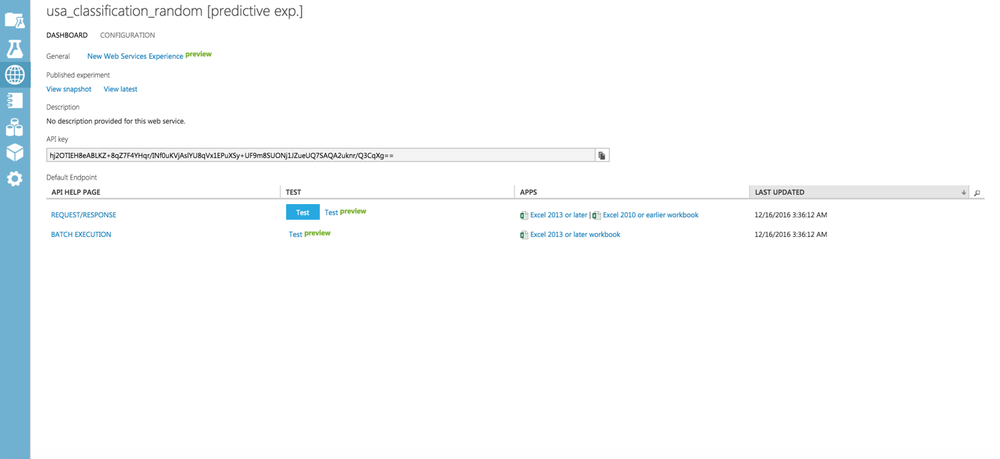 usa_classification_random [predictive exp.]
DASHBOARD CONFIGURATION
General New Web Services Experience preview
Published experiment
View snapshot View latest
Description
No description provided for this web service.
API key
hj2OTIEH8eABLKZ+8qZ7F4YHqr/INf0uKVjAslYU8qVx1EPuXSy+UF9m8SUONj1JZueUQ7SAQA2uknr/Q3CqXg==
Default Endpoint
API HELP PAGE TEST APPS LAST UPDATED
REQUEST/RESPONSE Test Test preview Excel 2013 or later | Excel 2010 or earlier workbook 12/16/2016 3:36:12 AM
BATCH EXECUTION Test preview Excel 2013 or later workbook 12/16/2016 3:36:12 AM